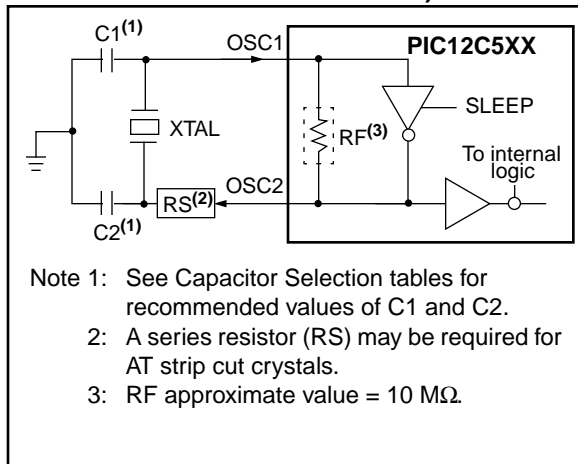 C1(1)
OSC1
PIC12C5XX
SLEEP
XTAL
RF(3)
To internal
logic
OSC2
RS(2)
C2(1)
Note 1: See Capacitor Selection tables for
recommended values of C1 and C2.
2: A series resistor (RS) may be required for
AT strip cut crystals.
3: RF approximate value = 10 MΩ.